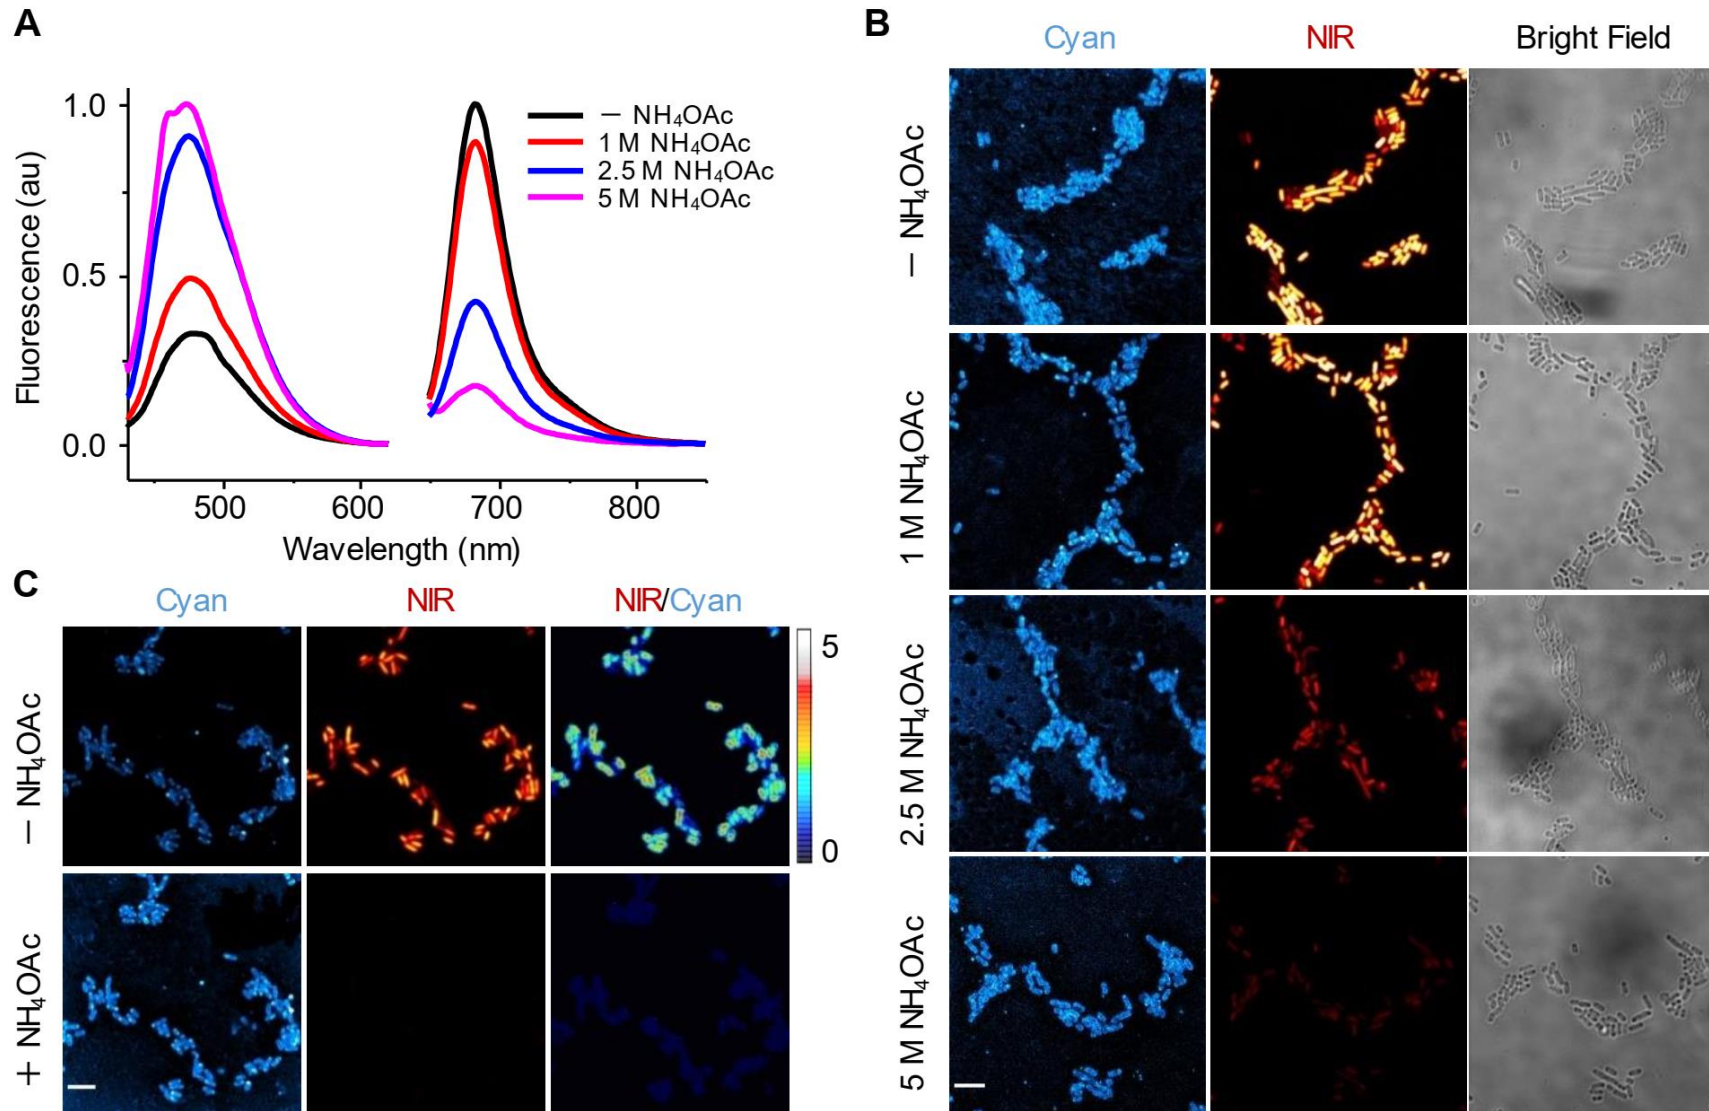 A
1.0
0.5
0.0
Fluorescence (au)
500 600 700 800
Wavelength (nm)
— NH₄OAc
1 M NH₄OAc
2.5 M NH₄OAc
5 M NH₄OAc
B
Cyan NIR Bright Field
— NH₄OAc
1 M NH₄OAc
2.5 M NH₄OAc
5 M NH₄OAc
C
Cyan NIR NIR/Cyan
— NH₄OAc
+ NH₄OAc
5
0